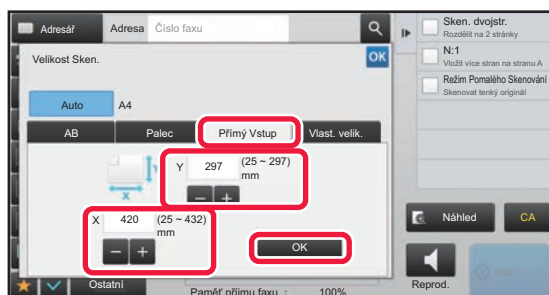 Adresář
Adresa
Číslo faxu
Velikost Sken.
OK
Auto
A4
AB
Palec
Přímý Vstup
Vlast. velik.
Y
Y 297 (25 ~ 297)
mm
X
X 420 (25 ~ 432)
mm
OK
Ostatní
Paměť příjmu faxu : 100%
Sken. dvojstr.
Rozdělit na 2 stránky
N:1
Vložit více stran na stranu A
Režim Pomalého Skenování
Skenovat tenký originál
Náhled
CA
Reprod.
Start